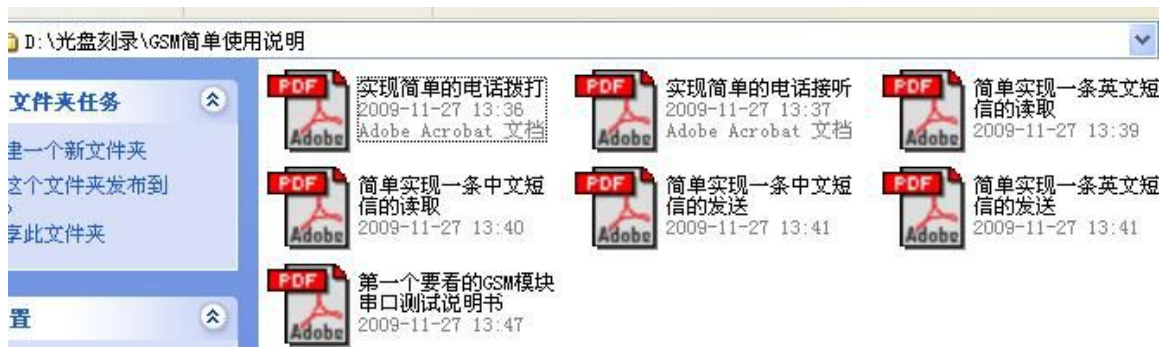 D:\光盘刻录\GSM简单使用说明
文件夹任务
建一个新文件夹
这个文件夹发布到
享此文件夹
置
PDF
Adobe
实现简单的电话拨打
2009-11-27 13:36
Adobe Acrobat 文档
PDF
Adobe
实现简单的电话接听
2009-11-27 13:37
Adobe Acrobat 文档
PDF
Adobe
简单实现一条英文短
信的读取
2009-11-27 13:39
PDF
Adobe
简单实现一条中文短
信的读取
2009-11-27 13:40
PDF
Adobe
简单实现一条中文短
信的发送
2009-11-27 13:41
PDF
Adobe
简单实现一条英文短
信的发送
2009-11-27 13:41
PDF
Adobe
第一个要看的GSM模块
串口测试说明书
2009-11-27 13:47